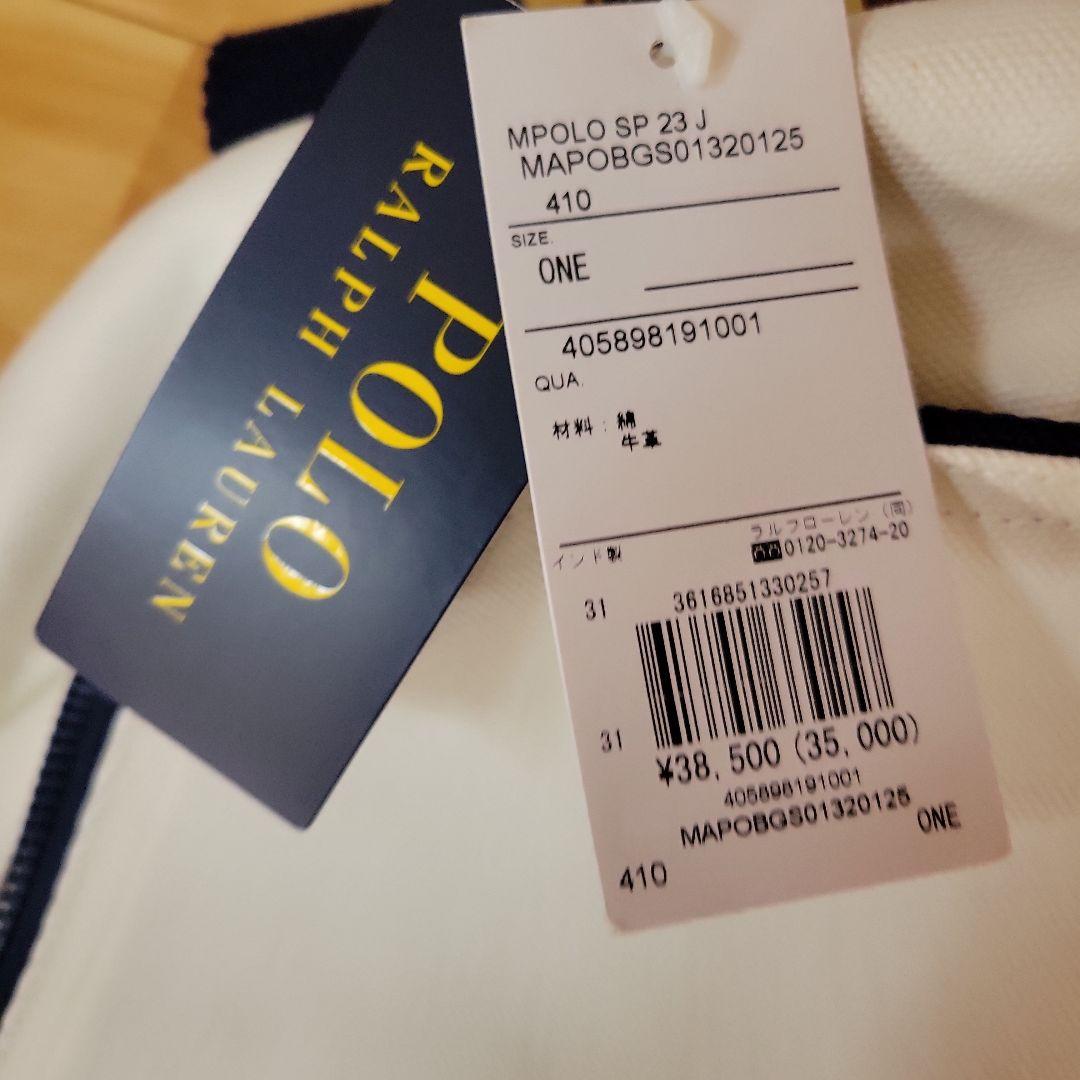 POLO
RALPH LAUREN
MPOLO SP 23 J
MAPOBGS01320125
410
SIZE.
ONE
405898191001
QUA.
材料 : 綿
牛革
ラルフローレン (同)
インド製
0120-3274-20
3616851330257
31
31
¥38,500 (35,000)
405898191001
MAPOBGS01320125
410
ONE